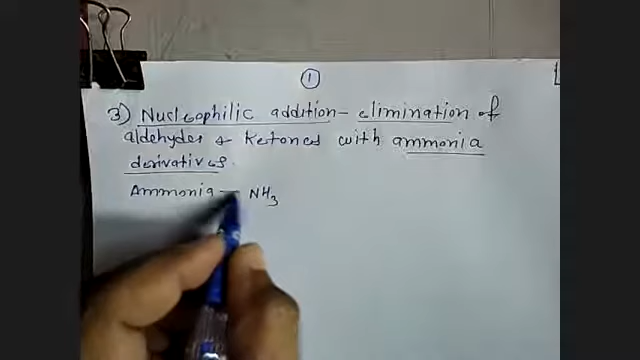 1
3) Nucleophilic addition - elimination of
aldehydes & Ketones with ammonia
derivatives.
Ammonia — NH3